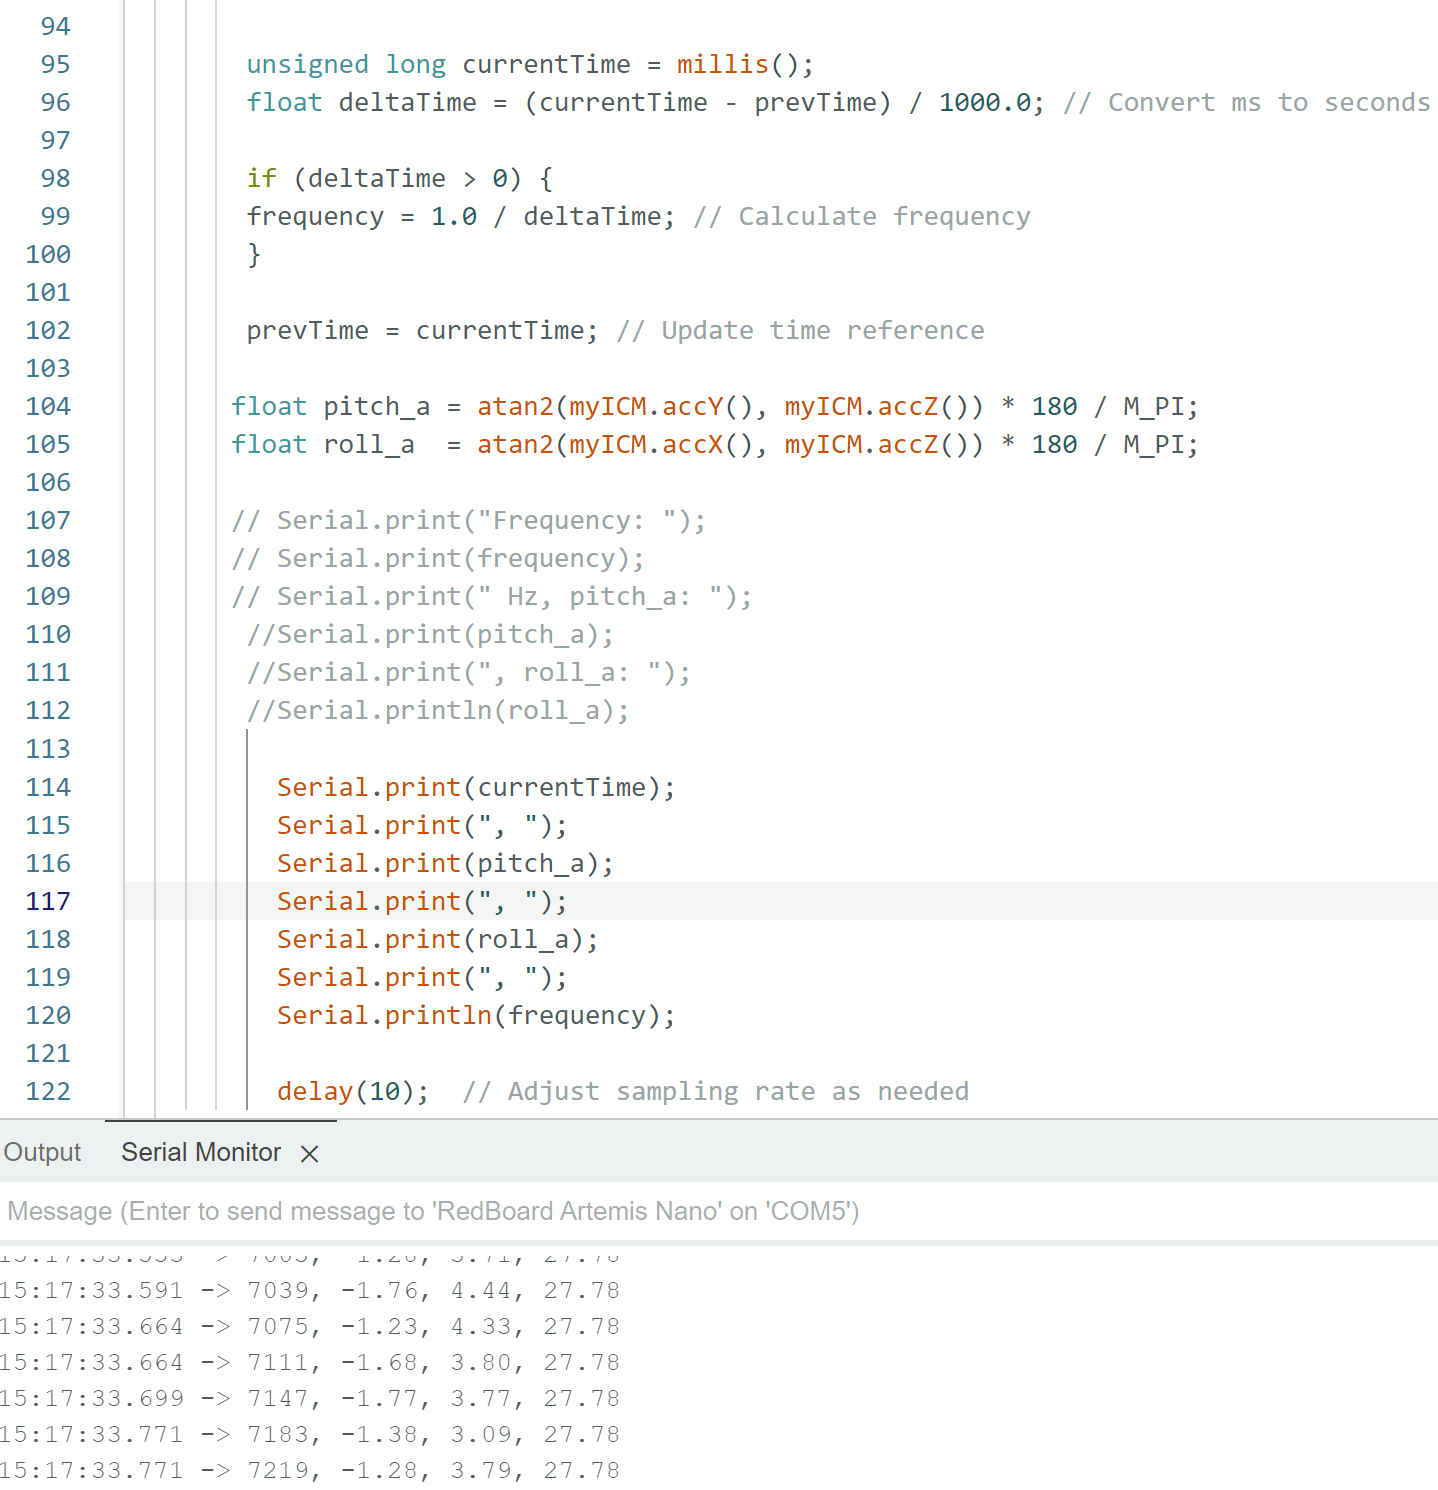 94
95 unsigned long currentTime = millis();
96 float deltaTime = (currentTime - prevTime) / 1000.0; // Convert ms to seconds
97
98 if (deltaTime > 0) {
99 frequency = 1.0 / deltaTime; // Calculate frequency
100 }
101
102 prevTime = currentTime; // Update time reference
103
104 float pitch_a = atan2(myICM.accY(), myICM.accZ()) * 180 / M_PI;
105 float roll_a  = atan2(myICM.accX(), myICM.accZ()) * 180 / M_PI;
106
107 // Serial.print("Frequency: ");
108 // Serial.print(frequency);
109 // Serial.print(" Hz, pitch_a: ");
110 //Serial.print(pitch_a);
111 //Serial.print(", roll_a: ");
112 //Serial.println(roll_a);
113
114 Serial.print(currentTime);
115 Serial.print(", ");
116 Serial.print(pitch_a);
117 Serial.print(", ");
118 Serial.print(roll_a);
119 Serial.print(", ");
120 Serial.println(frequency);
121
122 delay(10);  // Adjust sampling rate as needed
Output Serial Monitor
Message (Enter to send message to 'RedBoard Artemis Nano' on 'COM5')
15:17:33.591 -> 7039, -1.76, 4.44, 27.78
15:17:33.664 -> 7075, -1.23, 4.33, 27.78
15:17:33.664 -> 7111, -1.68, 3.80, 27.78
15:17:33.699 -> 7147, -1.77, 3.77, 27.78
15:17:33.771 -> 7183, -1.38, 3.09, 27.78
15:17:33.771 -> 7219, -1.28, 3.79, 27.78